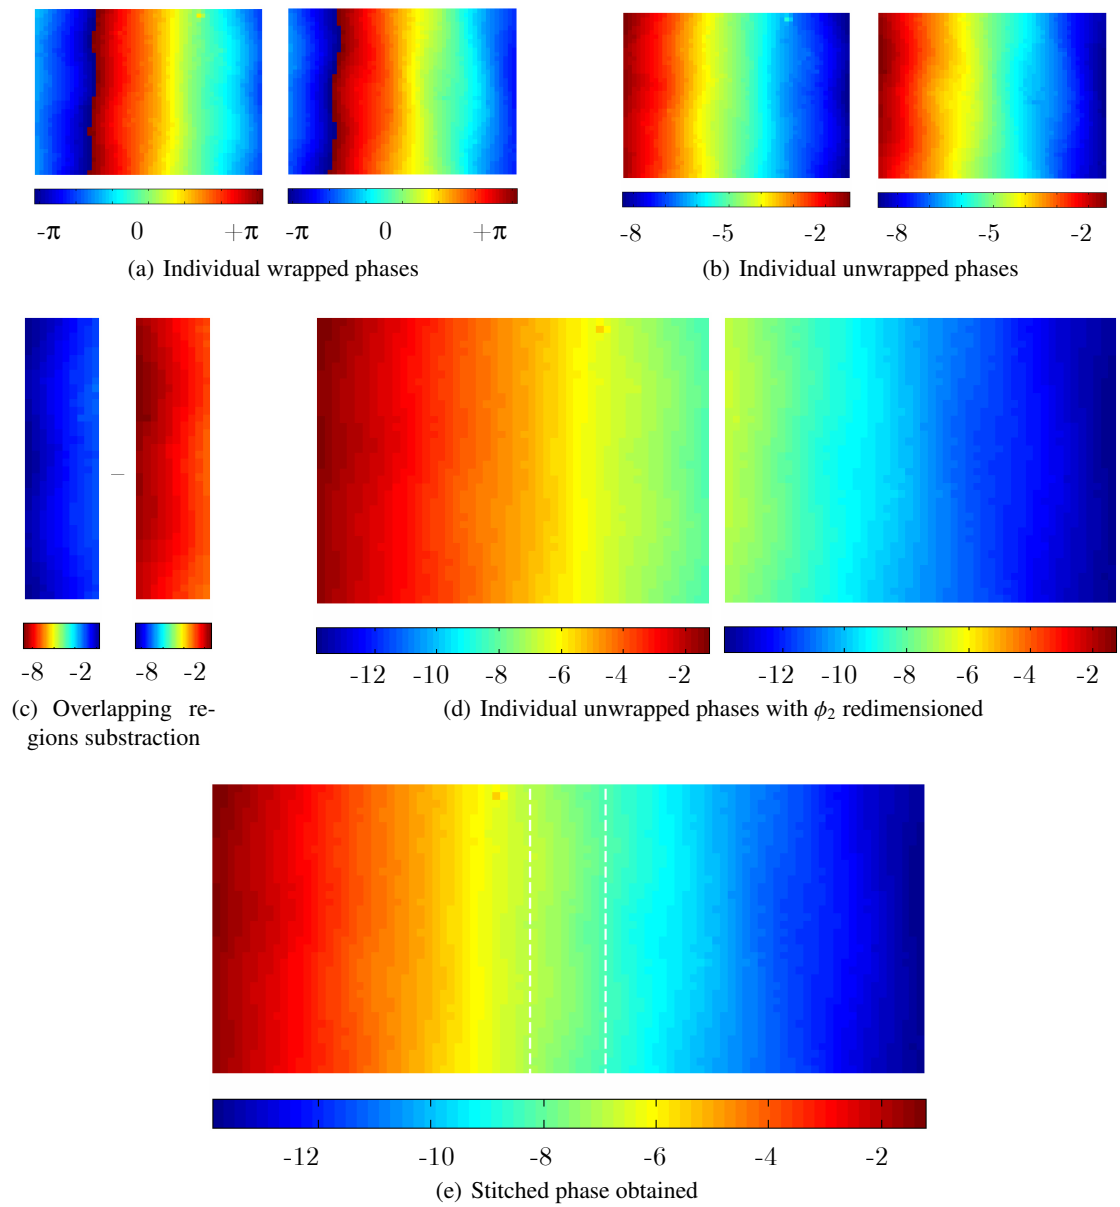 -π 0 +π -π 0 +π
(a) Individual wrapped phases
-8 -5 -2 -8 -5 -2
(b) Individual unwrapped phases
–
-8 -2 -8 -2
(c) Overlapping re-
gions substraction
-12 -10 -8 -6 -4 -2 -12 -10 -8 -6 -4 -2
(d) Individual unwrapped phases with ϕ₂ redimensioned
-12 -10 -8 -6 -4 -2
(e) Stitched phase obtained